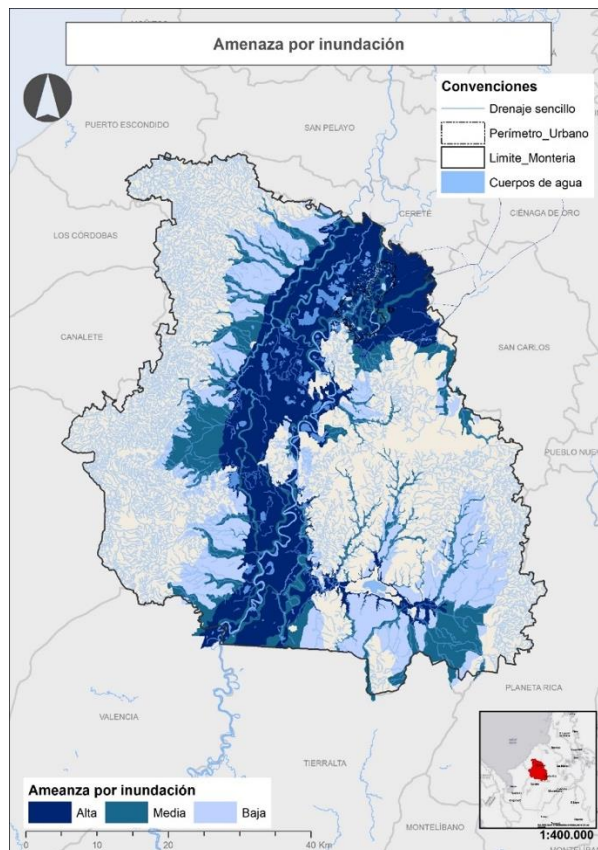 Amenaza por inundación
Convenciones
Drenaje sencillo
Perímetro_Urbano
Limite_Monteria
Cuerpos de agua
PUERTO ESCONDIDO
SAN PELAYO
CERETÉ
CIÉNAGA DE ORO
LOS CÓRDOBAS
CANALETE
SAN CARLOS
PUEBLO NUE
PLANETA RICA
VALENCIA
TIERRALTA
MONTELÍBANO
Ameanza por inundación
Alta Media Baja
0 10 20 40 Km
1:400.000